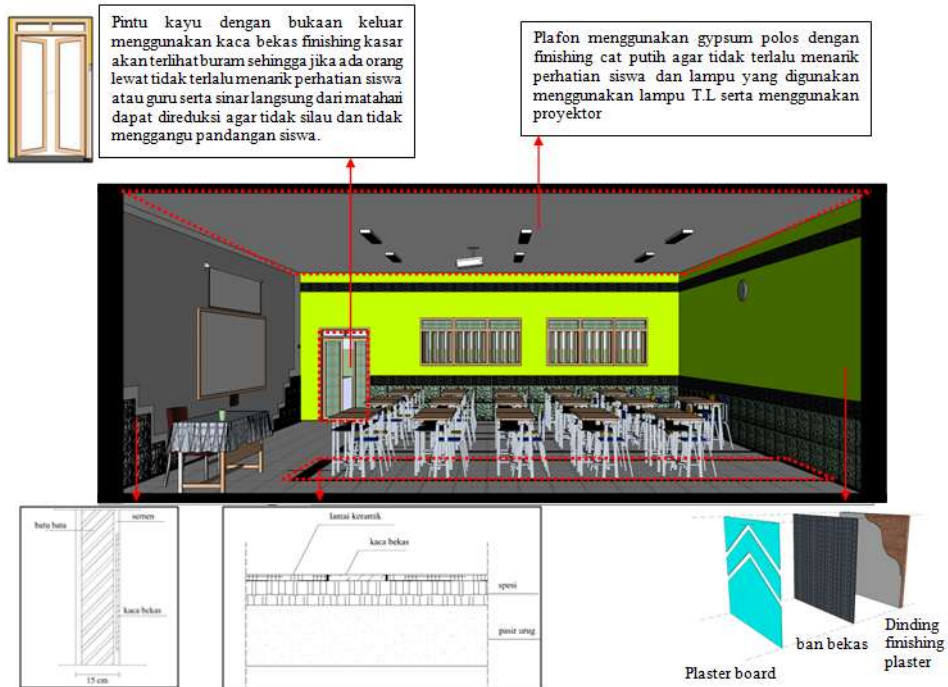 Pintu kayu dengan bukaan keluar
menggunakan kaca bekas finishing kasar
akan terlihat buram sehingga jika ada orang
lewat tidak terlalu menarik perhatian siswa
atau guru serta sinar langsung dari matahari
dapat direduksi agar tidak silau dan tidak
menggangu pandangan siswa.
Plafon menggunakan gypsum polos dengan
finishing cat putih agar tidak terlalu menarik
perhatian siswa dan lampu yang digunakan
menggunakan lampu T.L serta menggunakan
proyektor
batu bata
semen
kaca bekas
15 cm
lantai keramik
kaca bekas
spesi
pasir urug
Plaster board
ban bekas
Dinding
finishing
plaster